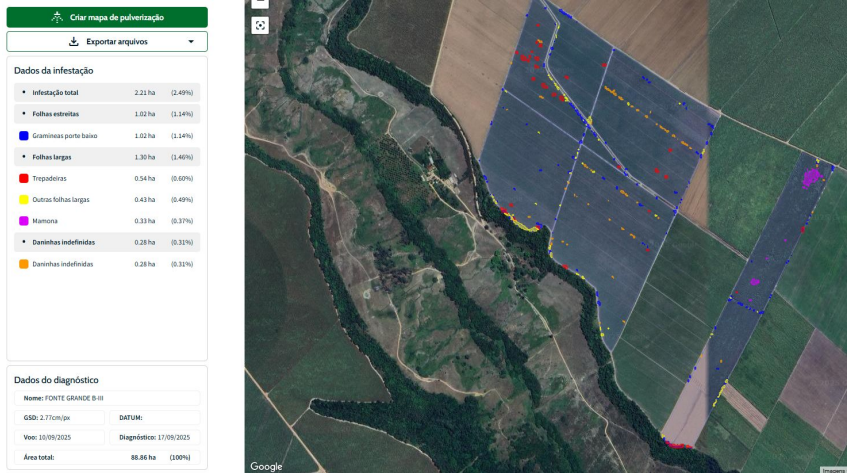 Criar mapa de pulverização
Exportar arquivos
Dados da infestação
• Infestação total 2.21 ha (2.49%)
• Folhas estreitas 1.02 ha (1.14%)
Gramíneas porte baixo 1.02 ha (1.14%)
• Folhas largas 1.30 ha (1.46%)
Trepadeiras 0.54 ha (0.60%)
Outras folhas largas 0.43 ha (0.49%)
Mamona 0.33 ha (0.37%)
• Daninhas indefinidas 0.28 ha (0.31%)
Daninhas indefinidas 0.28 ha (0.31%)
Dados do diagnóstico
Nome: FONTE GRANDE B-III
GSD: 2.77cm/px DATUM:
Voo: 10/09/2025 Diagnóstico: 17/09/2025
Área total: 88.86 ha (100%)
Google
Imagens